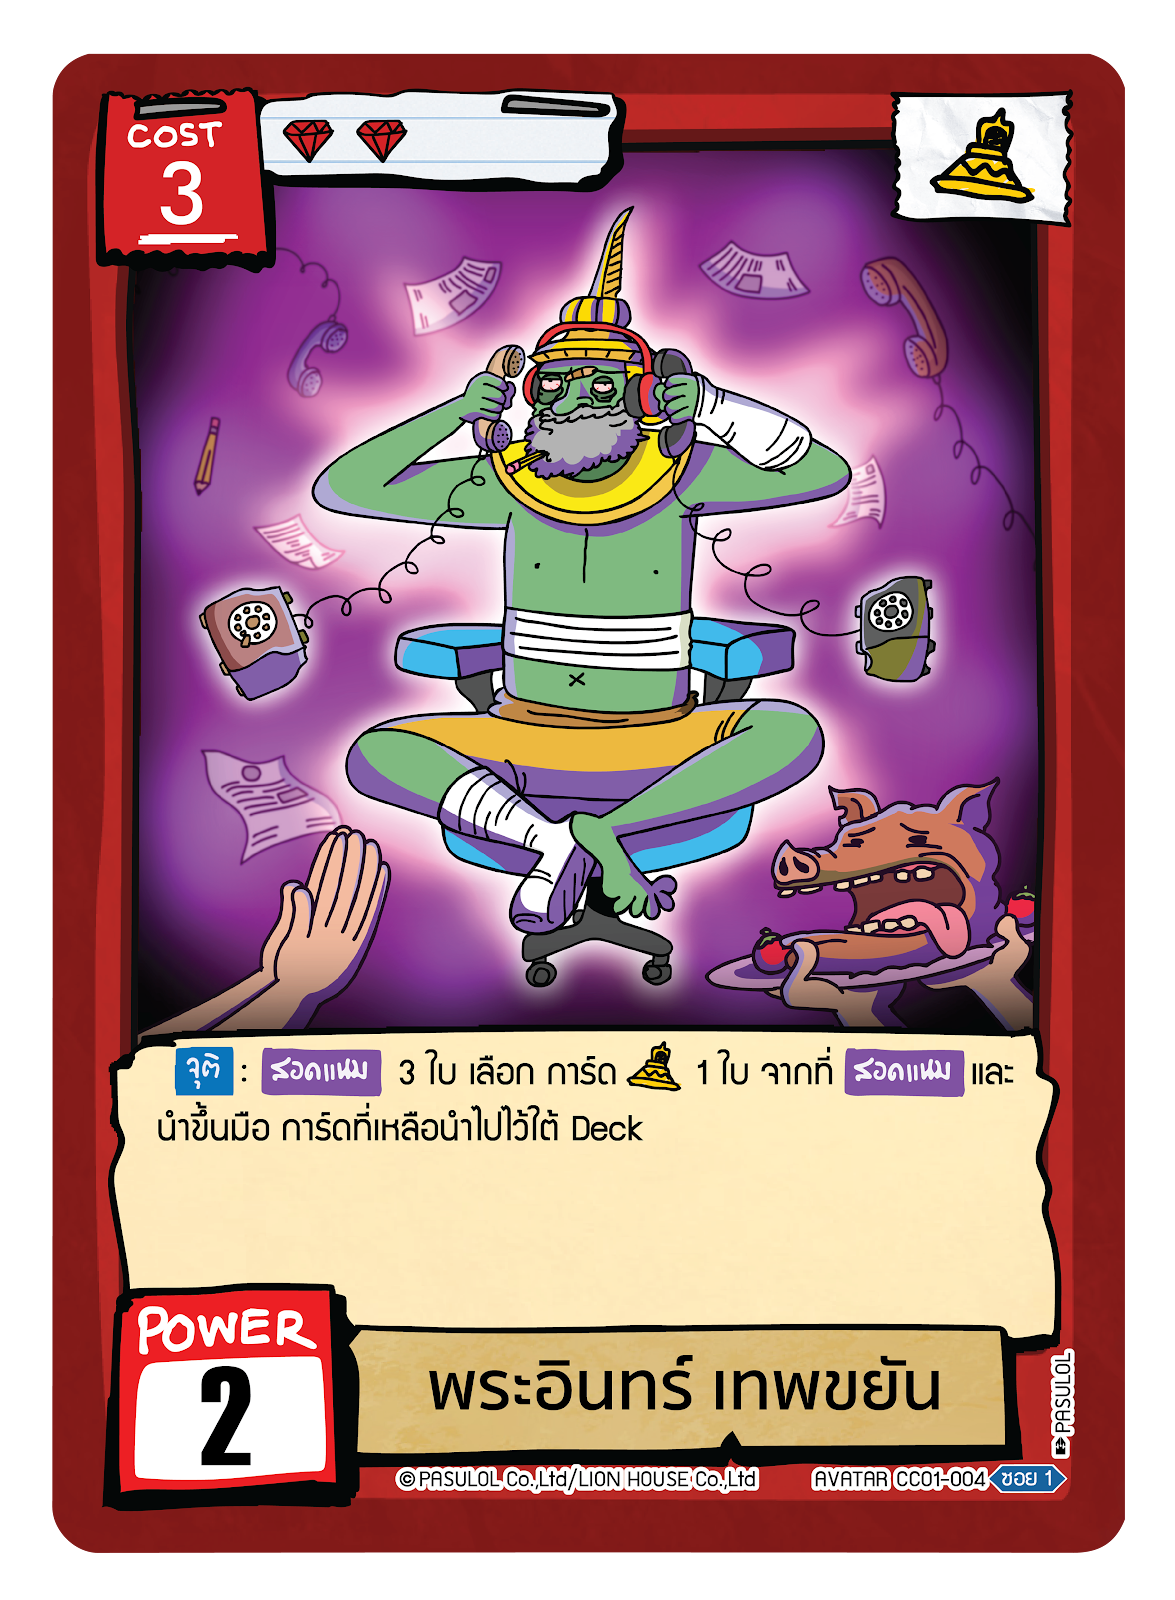 COST
3
จุติ : สอดแนม 3 ใบ เลือก การ์ด 1 ใบ จากที่ สอดแนม และ
นำขึ้นมือ การ์ดที่เหลือนำไปไว้ใต้ Deck
POWER
2
พระอินทร์ เทพขยัน
PASULOL
© PASULOL Co.,Ltd/LION HOUSE Co.,Ltd
AVATAR CC01-004 ซอย 1